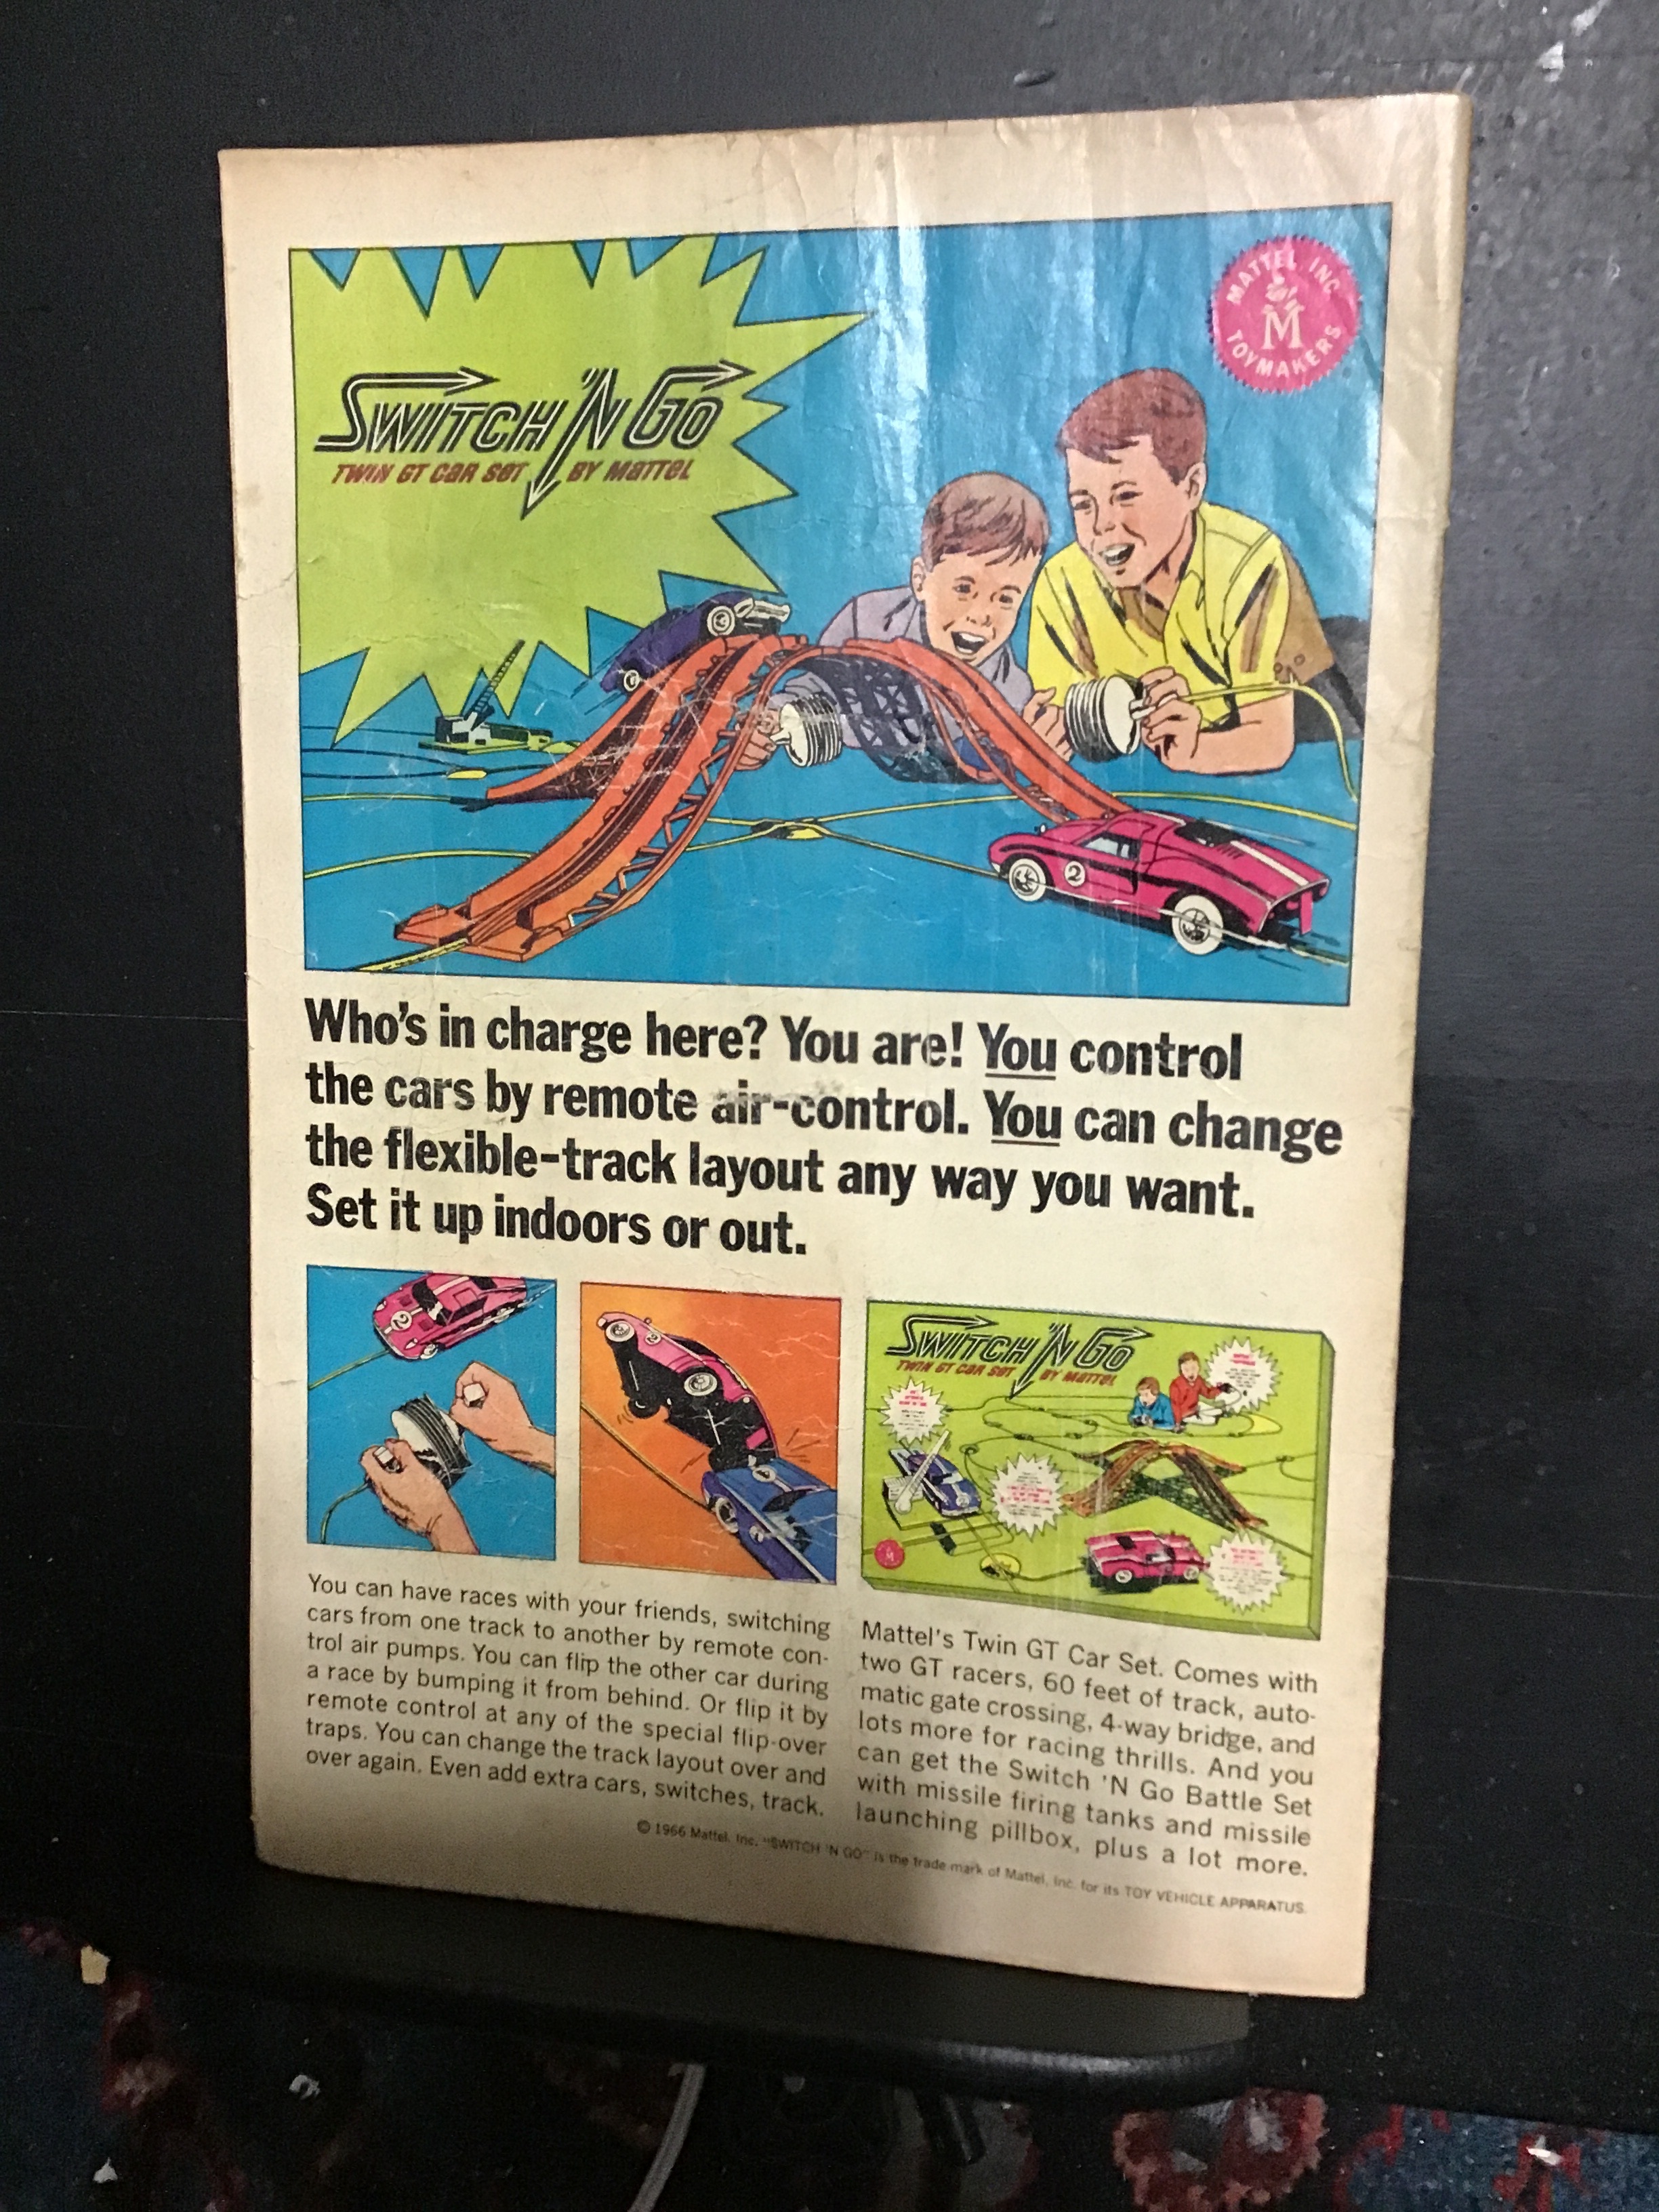 MATTEL, INC.
M
TOYMAKERS
SWITCH 'N GO
TWIN GT CAR SET BY MATTEL
2
Who's in charge here? You are! You control
the cars by remote air-control. You can change
the flexible-track layout any way you want.
Set it up indoors or out.
2
SWITCH 'N GO
TWIN GT CAR SET BY MATTEL
You can have races with your friends, switching
cars from one track to another by remote con-
trol air pumps. You can flip the other car during
a race by bumping it from behind. Or flip it by
remote control at any of the special flip-over
traps. You can change the track layout over and
over again. Even add extra cars, switches, track.
Mattel's Twin GT Car Set. Comes with
two GT racers, 60 feet of track, auto-
matic gate crossing, 4-way bridge, and
lots more for racing thrills. And you
can get the Switch 'N Go Battle Set
with missile firing tanks and missile
launching pillbox, plus a lot more.
© 1966 Mattel, Inc. "SWITCH 'N GO" is the trade mark of Mattel, Inc. for its TOY VEHICLE APPARATUS.